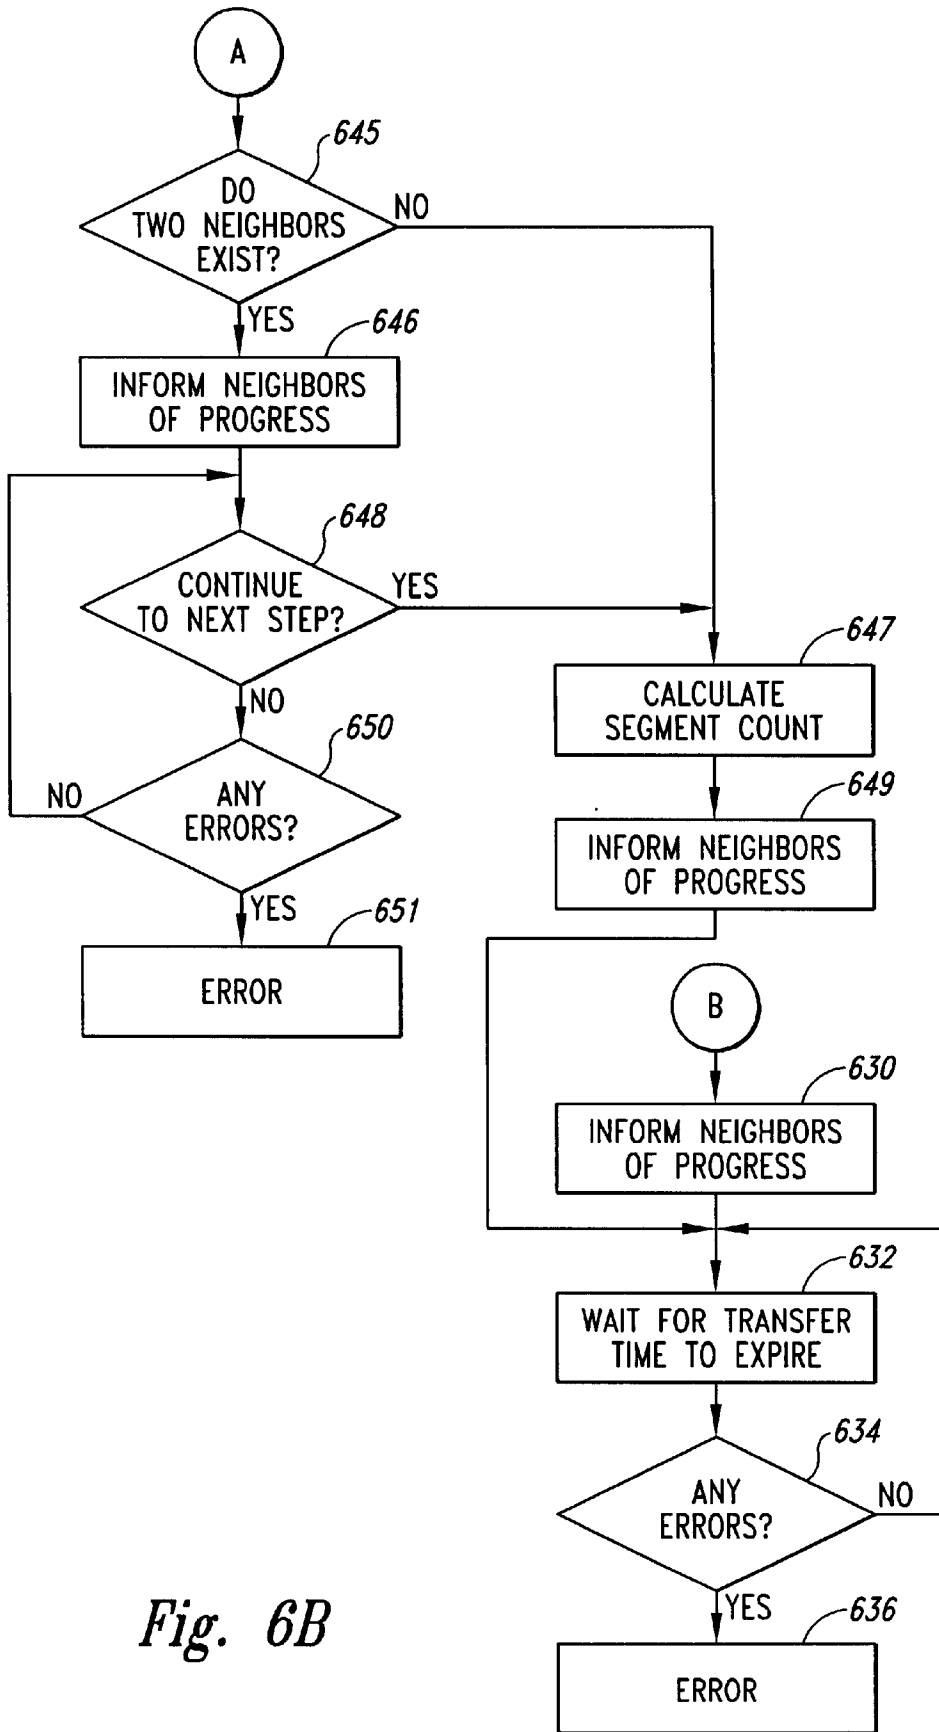 A
645
DO
TWO NEIGHBORS
EXIST?
NO
YES
646
INFORM NEIGHBORS
OF PROGRESS
648
CONTINUE
TO NEXT STEP?
YES
NO
647
CALCULATE
SEGMENT COUNT
650
ANY
ERRORS?
NO
YES
649
INFORM NEIGHBORS
OF PROGRESS
651
ERROR
B
630
INFORM NEIGHBORS
OF PROGRESS
632
WAIT FOR TRANSFER
TIME TO EXPIRE
634
ANY
ERRORS?
NO
YES
636
ERROR
Fig. 6B